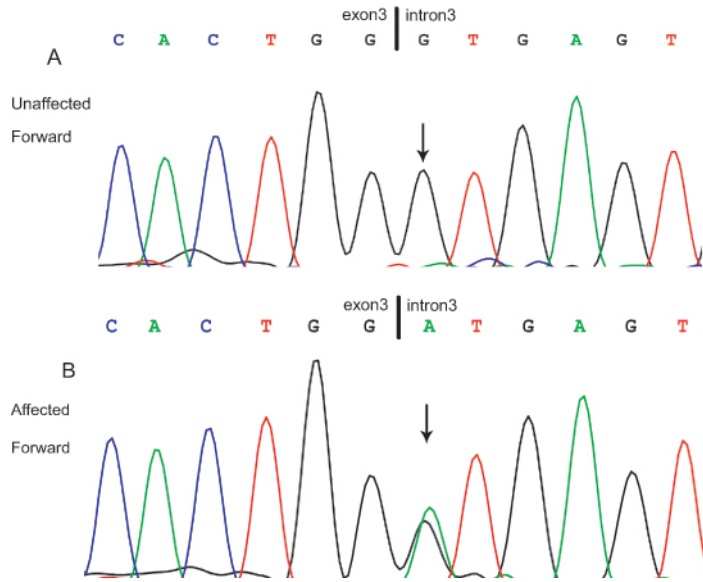 exon3 intron3
C A C T G G G T G A G T
A
Unaffected
Forward
exon3 intron3
C A C T G G A T G A G T
B
Affected
Forward